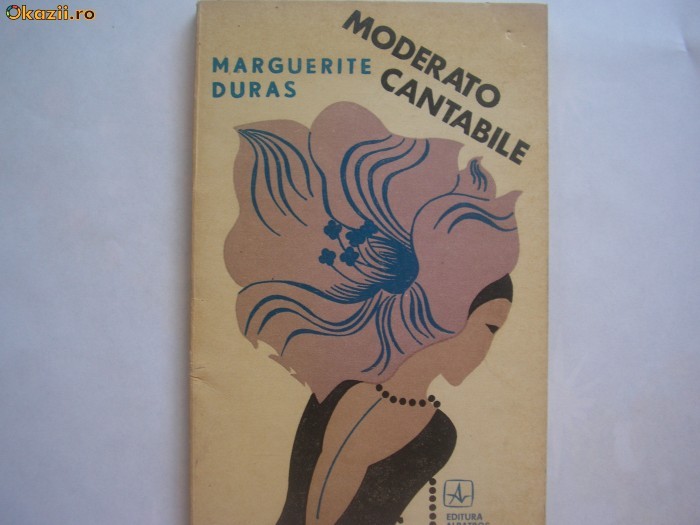 Okazii.ro
MARGUERITE
DURAS
MODERATO
CANTABILE
EDITURA
ALBATROS